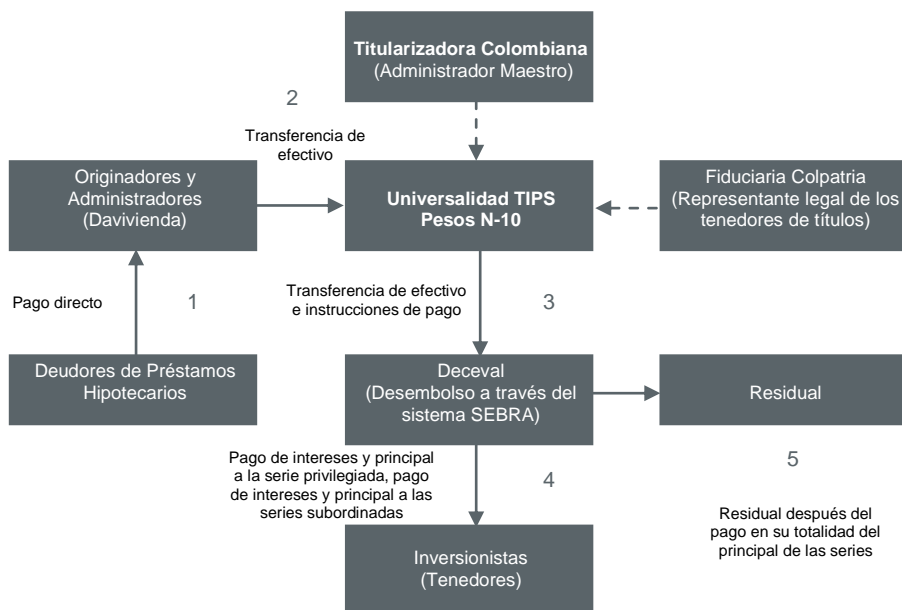 Titularizadora Colombiana
(Administrador Maestro)
2
Transferencia de
efectivo
Originadores y
Administradores
(Davivienda)
Universalidad TIPS
Pesos N-10
Fiduciaria Colpatria
(Representante legal de los
tenedores de títulos)
Pago directo
1
Transferencia de efectivo
e instrucciones de pago
3
Deudores de Préstamos
Hipotecarios
Deceval
(Desembolso a través del
sistema SEBRA)
Residual
Pago de intereses y principal
a la serie privilegiada, pago
de intereses y principal a las
series subordinadas
4
5
Residual después del
pago en su totalidad del
principal de las series
Inversionistas
(Tenedores)